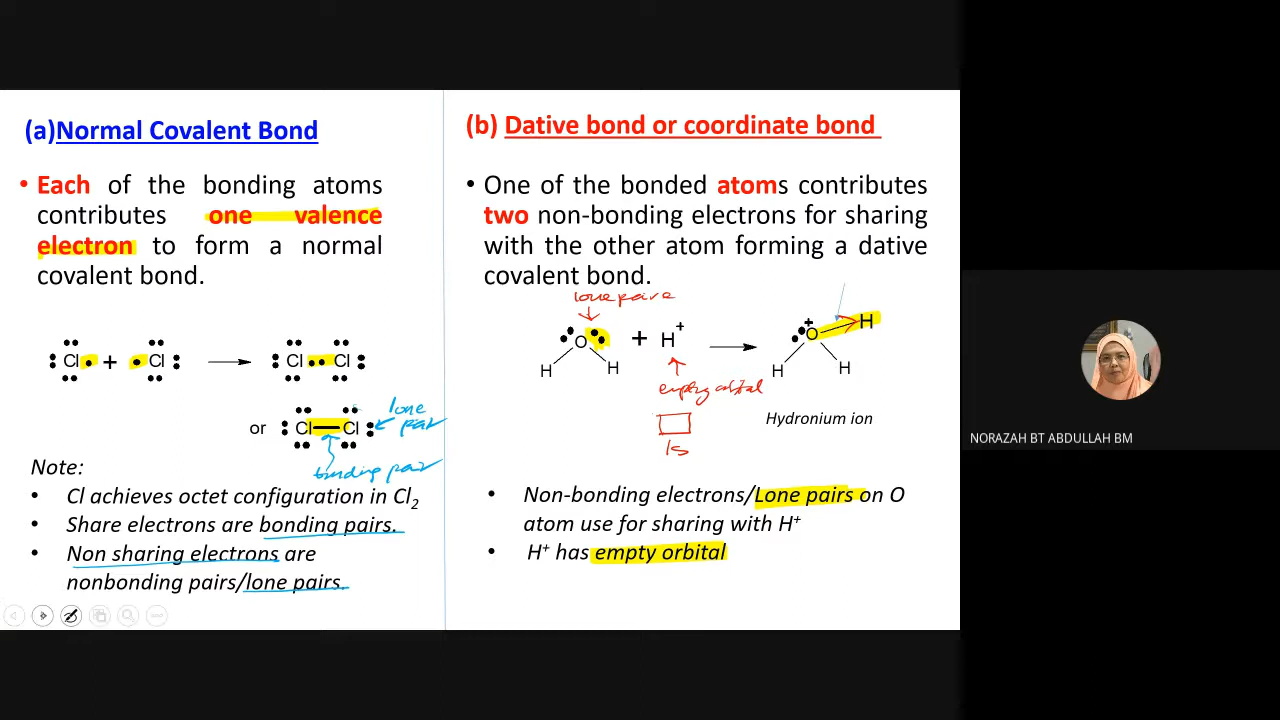 (a)Normal Covalent Bond
• Each of the bonding atoms
contributes one valence
electron to form a normal
covalent bond.
Cl + Cl Cl Cl
or Cl Cl
lone
pair
bonding pair
Note:
• Cl achieves octet configuration in Cl2
• Share electrons are bonding pairs.
• Non sharing electrons are
nonbonding pairs/lone pairs.
(b) Dative bond or coordinate bond
• One of the bonded atoms contributes
two non-bonding electrons for sharing
with the other atom forming a dative
covalent bond.
lone pair e
O + H+
H H
empty orbital
1s
+
O H
H H
Hydronium ion
• Non-bonding electrons/Lone pairs on O
atom use for sharing with H+
• H+ has empty orbital
NORAZAH BT ABDULLAH BM